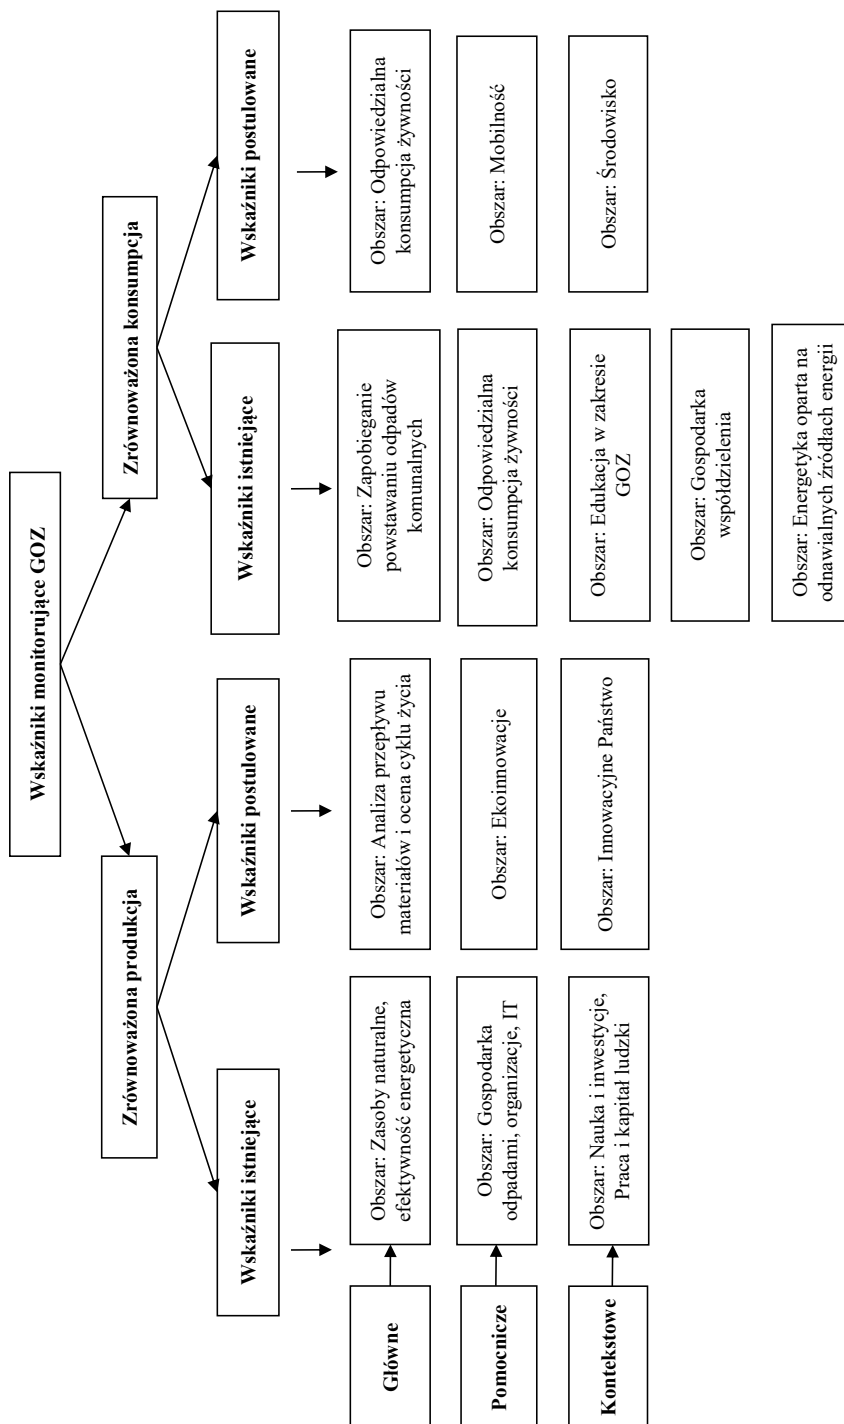 Wskaźniki monitorujące GOZ
Zrównoważona produkcja
Zrównoważona konsumpcja
Wskaźniki istniejące
Wskaźniki postulowane
Wskaźniki istniejące
Wskaźniki postulowane
Główne
Obszar: Zasoby naturalne,
efektywność energetyczna
Obszar: Analiza przepływu
materiałów i ocena cyklu życia
Obszar: Zapobieganie
powstawaniu odpadów
komunalnych
Obszar: Odpowiedzialna
konsumpcja żywności
Pomocnicze
Obszar: Gospodarka
odpadami, organizacje, IT
Obszar: Ekoinnowacje
Obszar: Odpowiedzialna
konsumpcja żywności
Obszar: Mobilność
Kontekstowe
Obszar: Nauka i inwestycje,
Praca i kapitał ludzki
Obszar: Innowacyjne Państwo
Obszar: Edukacja w zakresie
GOZ
Obszar: Środowisko
Obszar: Gospodarka
współdzielenia
Obszar: Energetyka oparta na
odnawialnych źródłach energii